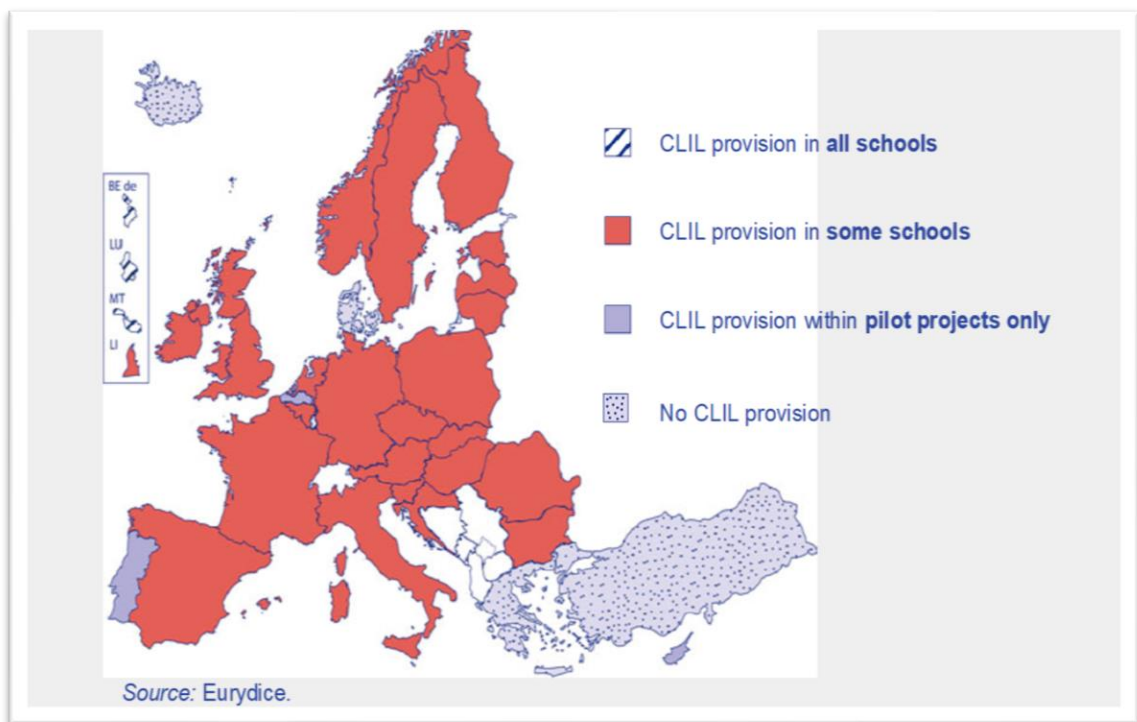 BE de
LU
MT
LI
CLIL provision in all schools
CLIL provision in some schools
CLIL provision within pilot projects only
No CLIL provision
Source: Eurydice.